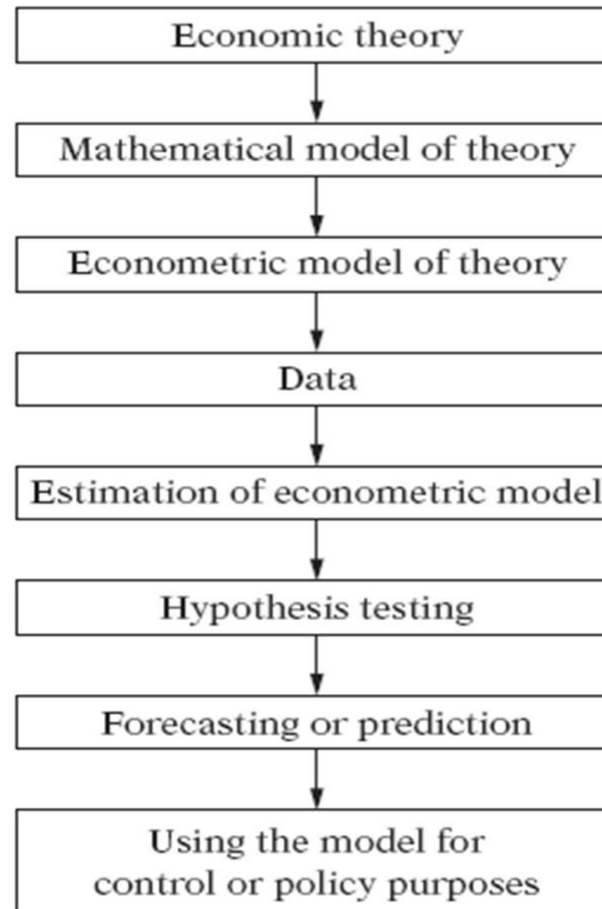 Economic theory
Mathematical model of theory
Econometric model of theory
Data
Estimation of econometric model
Hypothesis testing
Forecasting or prediction
Using the model for
control or policy purposes